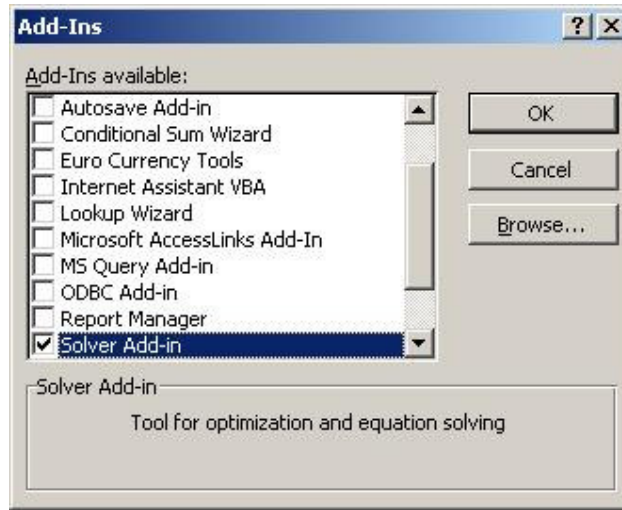 Add-Ins
Add-Ins available:
Autosave Add-in
Conditional Sum Wizard
Euro Currency Tools
Internet Assistant VBA
Lookup Wizard
Microsoft AccessLinks Add-In
MS Query Add-in
ODBC Add-in
Report Manager
Solver Add-in
OK
Cancel
Browse...
Solver Add-in
Tool for optimization and equation solving